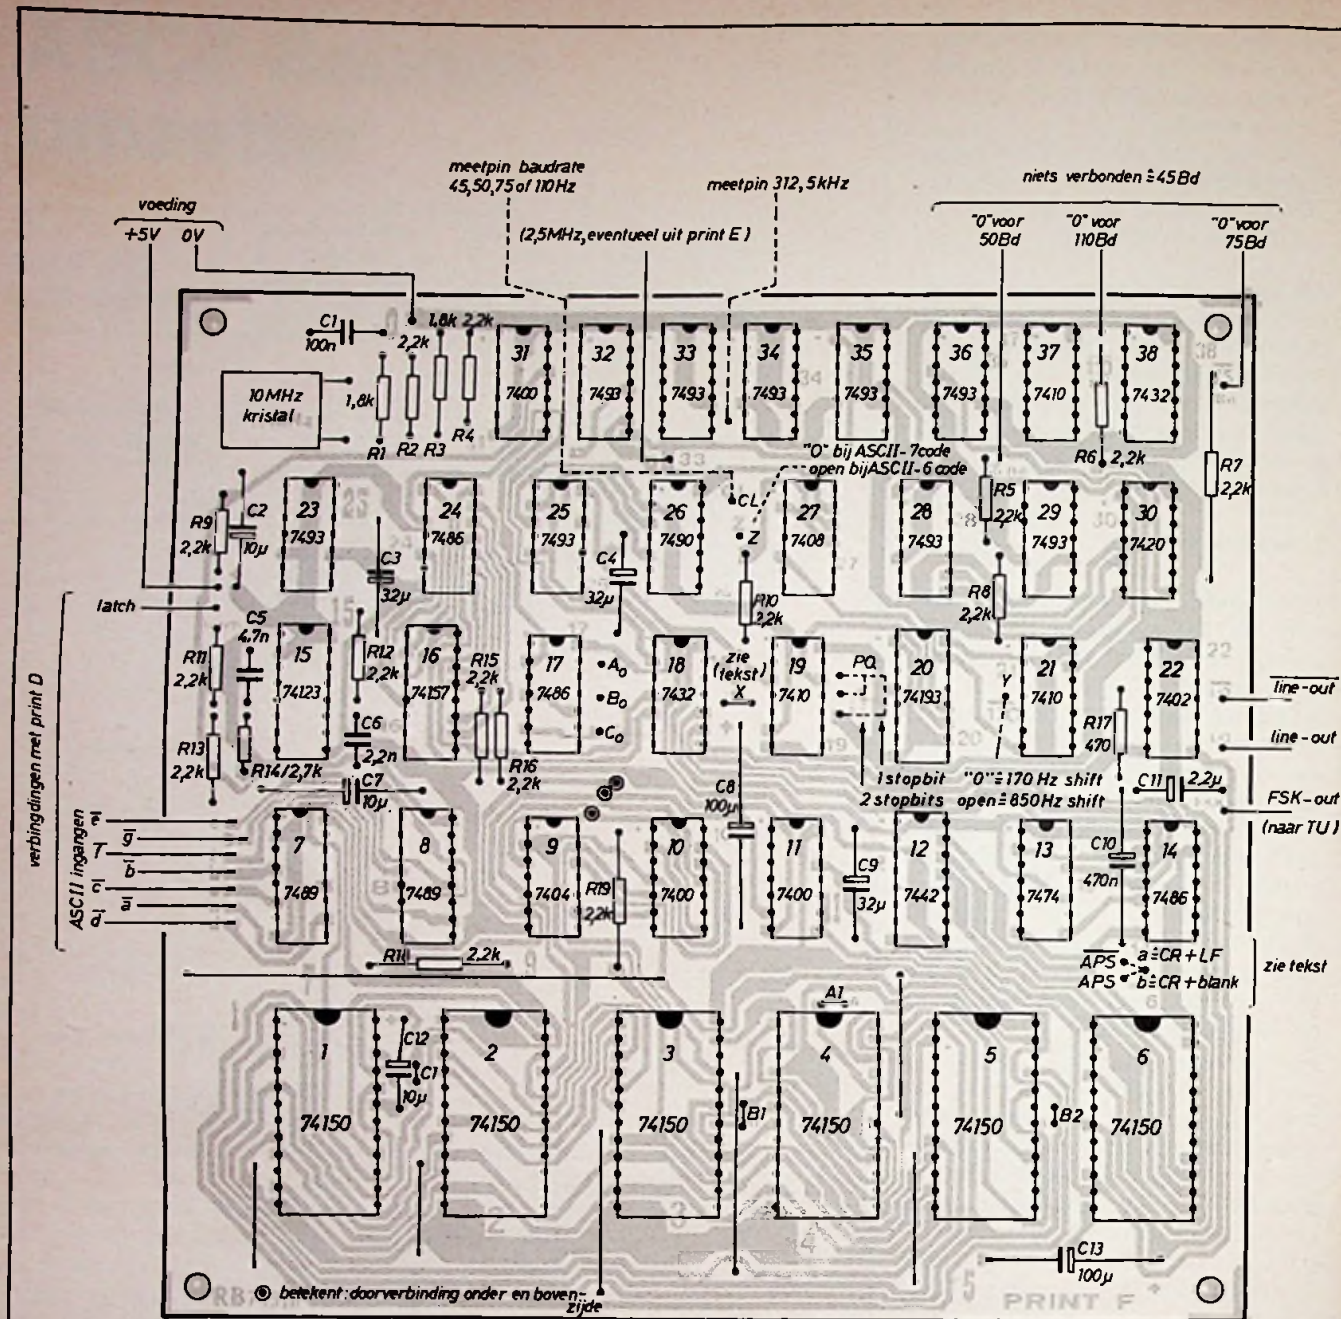 meetpin baudrate
45,50,75 of 110Hz
meetpin 312,5kHz
niets verbonden ≙ 45Bd
voeding
+5V 0V
(2,5MHz, eventueel uit print E)
"0" voor
50Bd
"0" voor
110Bd
"0" voor
75Bd
C1
100n
2,2k
1,8k 2,2k
10MHz
kristal
1,8k
R1 R2 R3 R4
31
7400
32
7493
33
7493
34
7493
35
7493
36
7493
37
7410
38
7432
"0" bij ASCII-7code
open bij ASCII-6 code
R6 2,2k
R7
2,2k
R9
2,2k
C2
10µ
23
7493
C3
32µ
24
7486
25
7493
C4
32µ
26
7490
CL
Z
R10
2,2k
27
7408
28
7493
R5
2,2k
R8
2,2k
29
7493
30
7420
latch
verbindingen met print D
C5
4,7n
R11
2,2k
R13
2,2k
R14/2,7k
15
74123
R12
2,2k
C6
2,2n
C7
10µ
16
74157
R15
2,2k
R16
2,2k
17
7486
Ao
Bo
Co
18
7432
zie
(tekst)
X
19
7410
PO
20
74193
Y
21
7410
R17
470
22
7402
line-out
line-out
1 stopbit "0" ≙ 170 Hz shift
2 stopbits open ≙ 850Hz shift
C11 2,2µ
FSK-out
(naar TU)
ASCII ingangen
e
g
f
b
c
a
d
7
7489
8
7489
9
7404
R19
2,2k
10
7400
C8
100µ
11
7400
C9
32µ
12
7442
13
7474
C10
470n
14
7486
R18 2,2k
APS a ≙ CR+LF
APS b ≙ CR+blank
zie tekst
A1
1
74150
C12
10µ
C1
2
74150
3
74150
B1
4
74150
5
74150
B2
6
74150
C13
100µ
betekent: doorverbinding onder en boven-
zijde
PRINT F